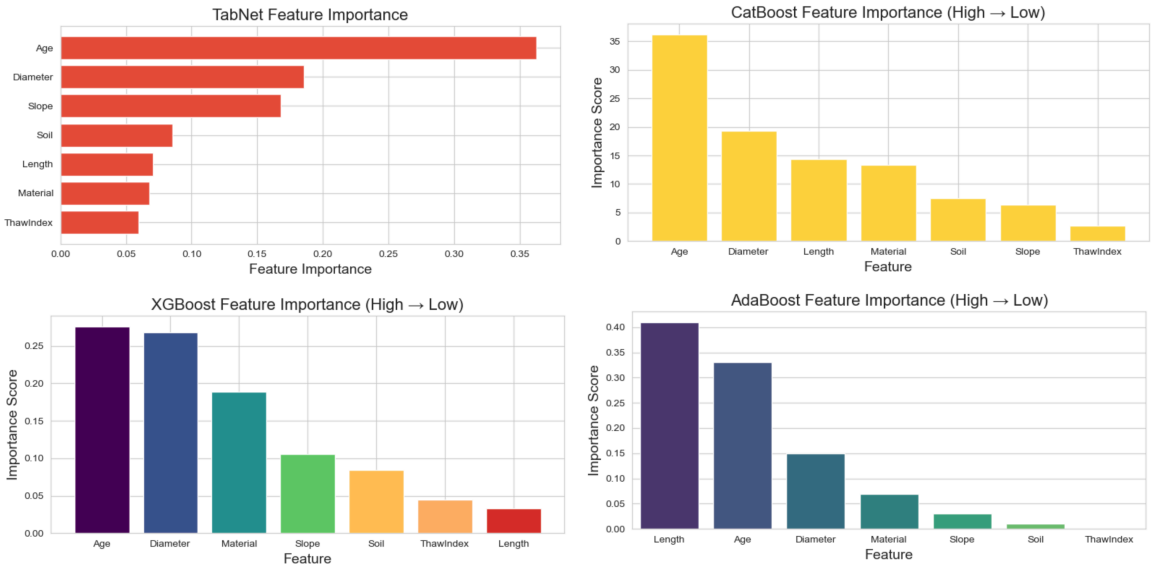 TabNet Feature Importance
Age
Diameter
Slope
Soil
Length
Material
ThawIndex
0.00 0.05 0.10 0.15 0.20 0.25 0.30 0.35
Feature Importance
CatBoost Feature Importance (High → Low)
Importance Score
35
30
25
20
15
10
5
0
Age Diameter Length Material Soil Slope ThawIndex
Feature
XGBoost Feature Importance (High → Low)
Importance Score
0.25
0.20
0.15
0.10
0.05
0.00
Age Diameter Material Slope Soil ThawIndex Length
Feature
AdaBoost Feature Importance (High → Low)
Importance Score
0.40
0.35
0.30
0.25
0.20
0.15
0.10
0.05
0.00
Length Age Diameter Material Slope Soil ThawIndex
Feature